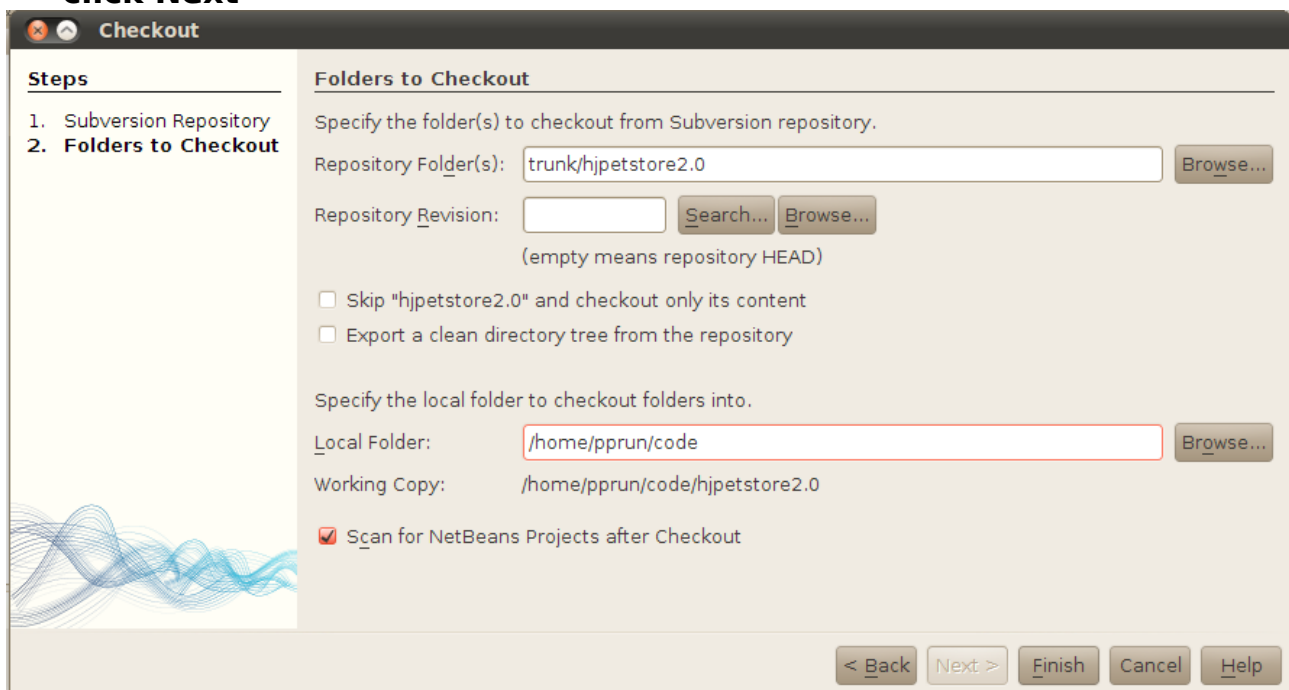 click Next
Checkout
Steps
1. Subversion Repository
2. Folders to Checkout
Folders to Checkout
Specify the folder(s) to checkout from Subversion repository.
Repository Folder(s): trunk/hjpetstore2.0 Browse...
Repository Revision: Search... Browse...
(empty means repository HEAD)
Skip "hjpetstore2.0" and checkout only its content
Export a clean directory tree from the repository
Specify the local folder to checkout folders into.
Local Folder: /home/pprun/code Browse...
Working Copy: /home/pprun/code/hjpetstore2.0
Scan for NetBeans Projects after Checkout
< Back Next > Finish Cancel Help